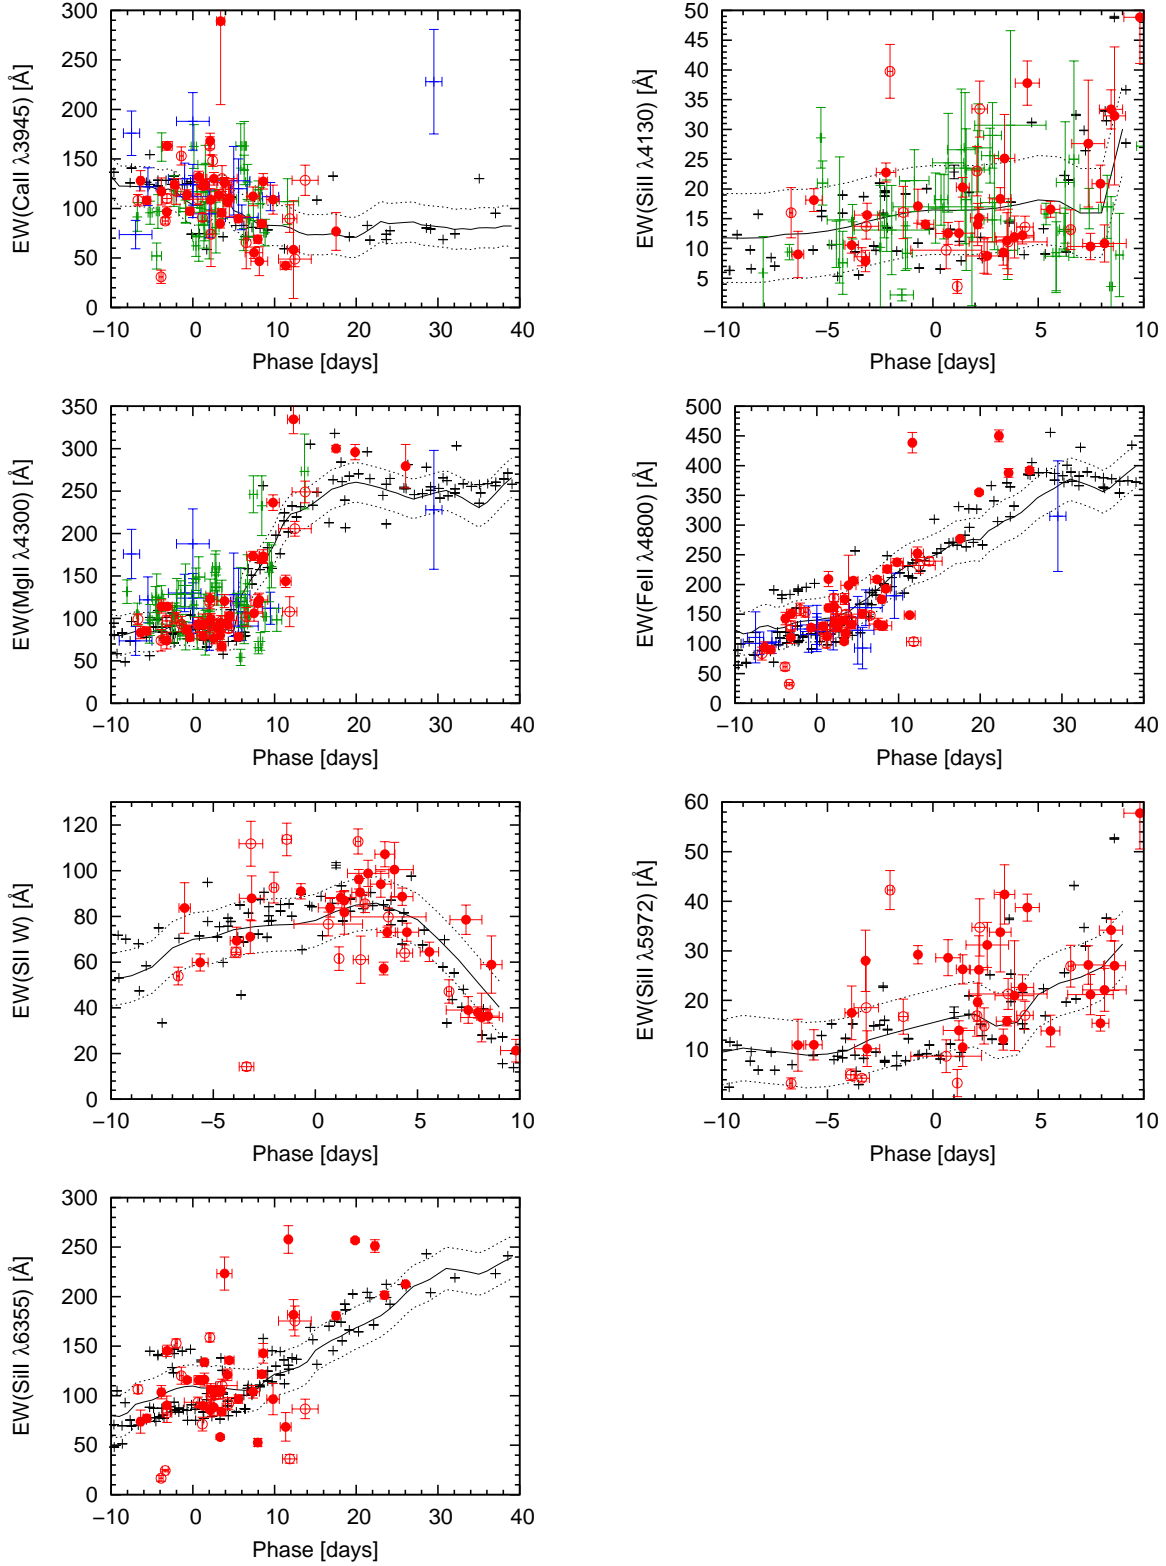 300
250
200
150
100
50
0
EW(CaII λ3945) [Å]
−10 0 10 20 30 40
Phase [days]
50
45
40
35
30
25
20
15
10
5
EW(SiII λ4130) [Å]
−10 −5 0 5 10
Phase [days]
350
300
250
200
150
100
50
0
EW(MgII λ4300) [Å]
−10 0 10 20 30 40
Phase [days]
500
450
400
350
300
250
200
150
100
50
0
EW(FeII λ4800) [Å]
−10 0 10 20 30 40
Phase [days]
120
100
80
60
40
20
0
EW(SII W) [Å]
−10 −5 0 5 10
Phase [days]
60
50
40
30
20
10
EW(SiII λ5972) [Å]
−10 −5 0 5 10
Phase [days]
300
250
200
150
100
50
0
EW(SiII λ6355) [Å]
−10 0 10 20 30 40
Phase [days]